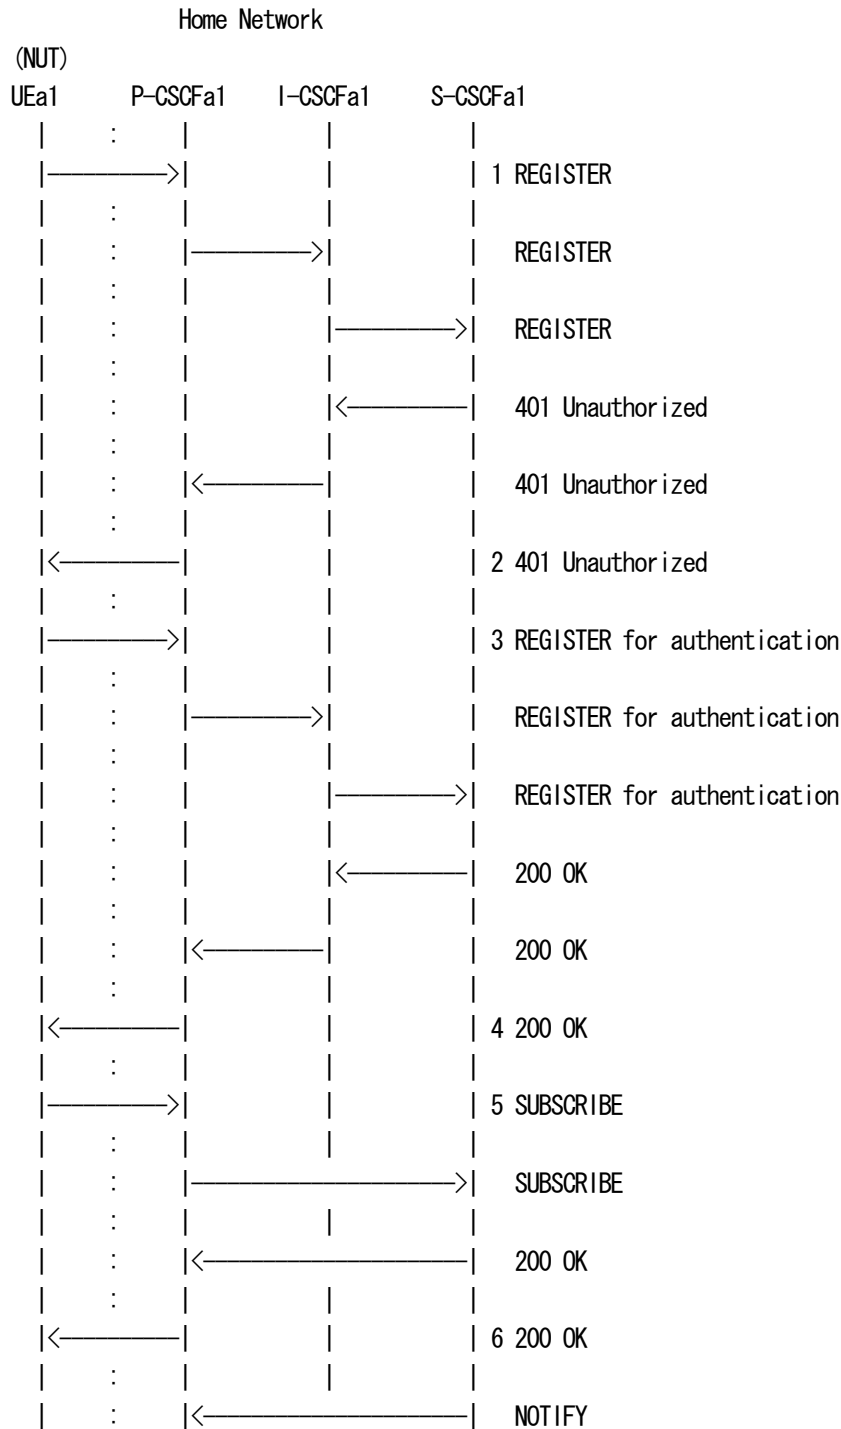 Home Network
(NUT)
UEa1 P-CSCFa1 I-CSCFa1 S-CSCFa1
1 REGISTER
REGISTER
REGISTER
401 Unauthorized
401 Unauthorized
2 401 Unauthorized
3 REGISTER for authentication
REGISTER for authentication
REGISTER for authentication
200 OK
200 OK
4 200 OK
5 SUBSCRIBE
SUBSCRIBE
200 OK
6 200 OK
NOTIFY